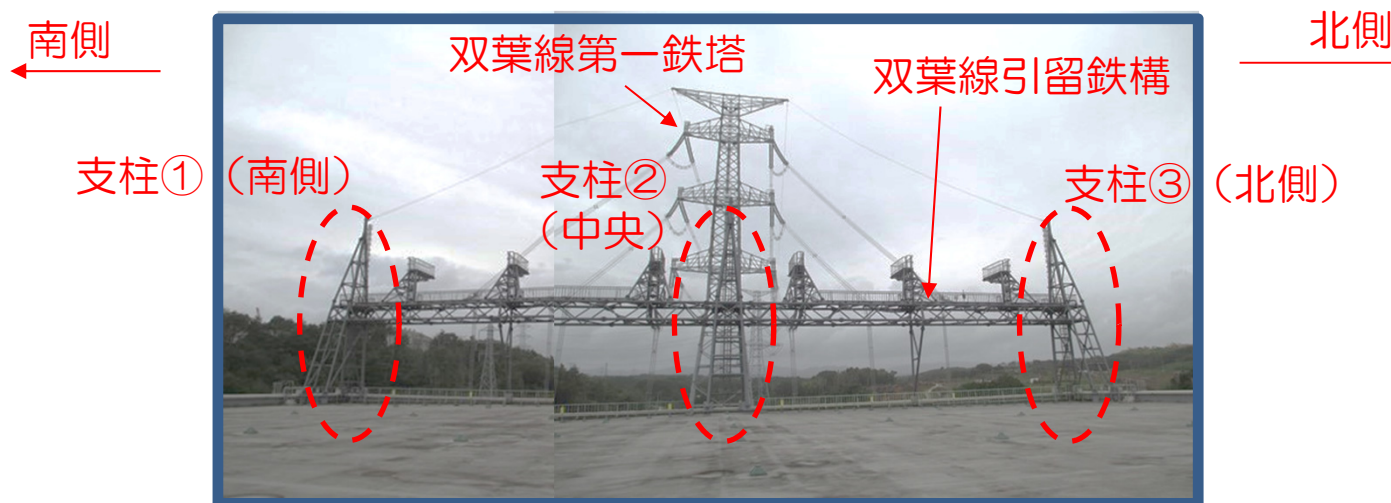 南側
北側
双葉線第一鉄塔
双葉線引留鉄構
支柱①（南側）
支柱②
（中央）
支柱③（北側）